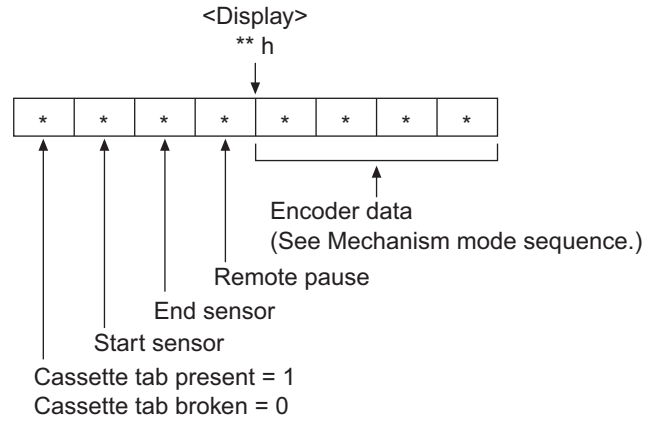 <Display>
** h
* * * * * * * *
Encoder data
(See Mechanism mode sequence.)
Remote pause
End sensor
Start sensor
Cassette tab present = 1
Cassette tab broken = 0